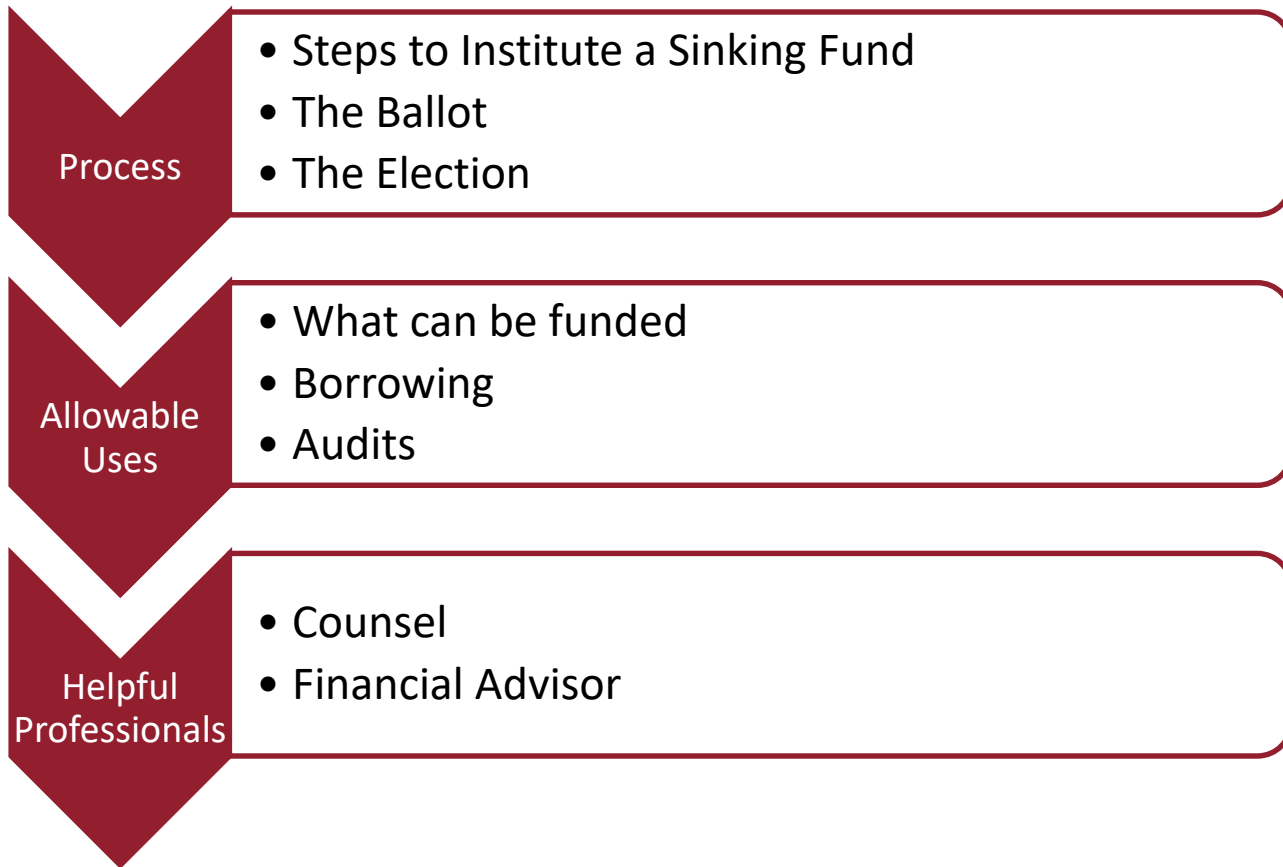 Process
• Steps to Institute a Sinking Fund
• The Ballot
• The Election
Allowable
Uses
• What can be funded
• Borrowing
• Audits
Helpful
Professionals
• Counsel
• Financial Advisor